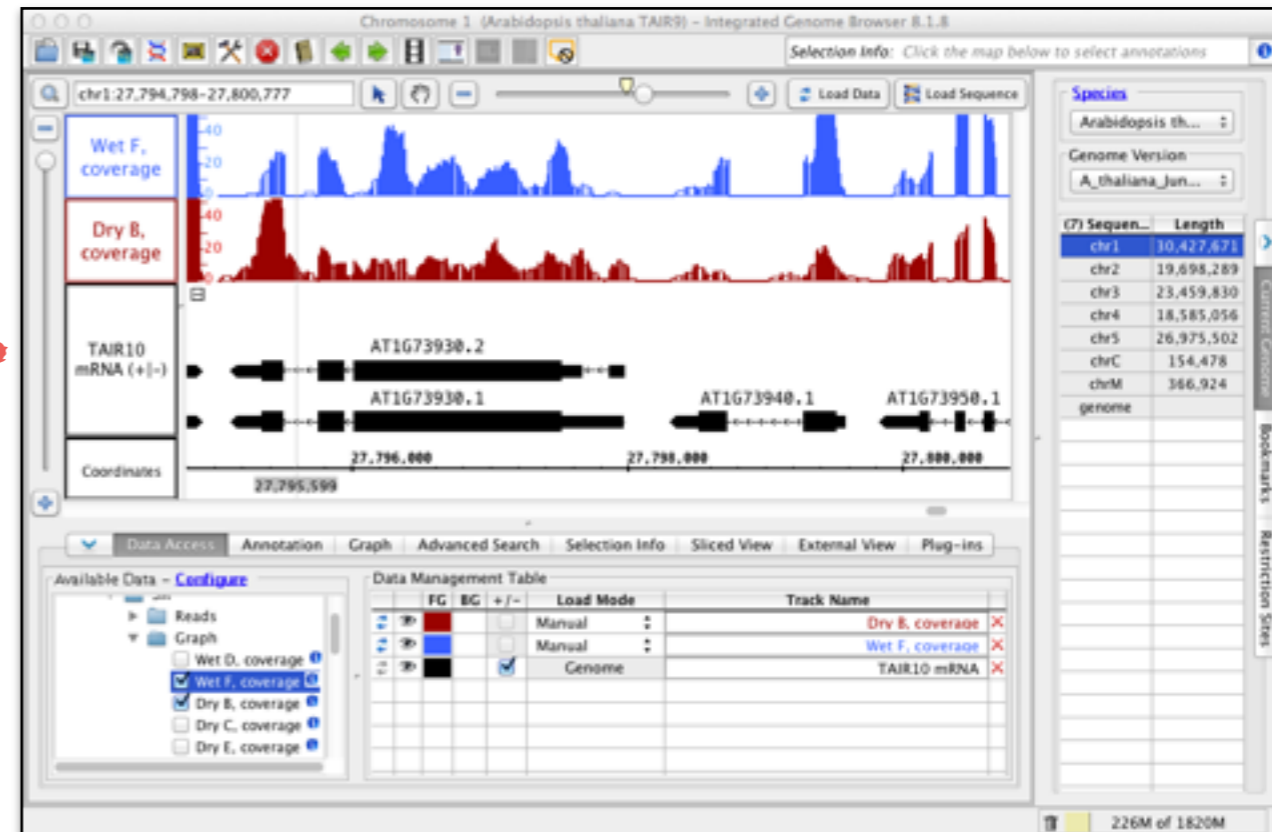 Chromosome 1 (Arabidopsis thaliana TAIR9) – Integrated Genome Browser 8.1.8
Selection Info: Click the map below to select annotations
chr1:27,794,798-27,800,777
Load Data
Load Sequence
Wet F,
coverage
40
20
0
Dry B,
coverage
40
20
0
TAIR10
mRNA (+|-)
AT1G73930.2
AT1G73930.1
AT1G73940.1
AT1G73950.1
Coordinates
27,796,000
27,798,000
27,800,000
27,795,599
Species
Arabidopsis th...
Genome Version
A_thaliana_Jun...
(7) Sequen... Length
chr1 30,427,671
chr2 19,698,289
chr3 23,459,830
chr4 18,585,056
chr5 26,975,502
chrC 154,478
chrM 366,924
genome
Current Genome
Bookmarks
Restriction Sites
Data Access Annotation Graph Advanced Search Selection Info Sliced View External View Plug-ins
Available Data – Configure
Reads
Graph
Wet D, coverage
Wet F, coverage
Dry B, coverage
Dry C, coverage
Dry E, coverage
Data Management Table
FG BG +/- Load Mode Track Name
Manual Dry B, coverage
Manual Wet F, coverage
Genome TAIR10 mRNA
226M of 1820M